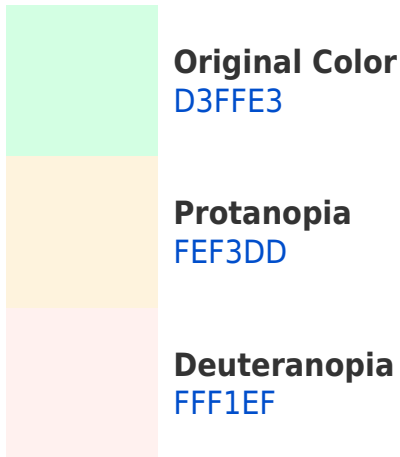 Original Color
D3FFE3
Protanopia
FEF3DD
Deuteranopia
FFF1EF